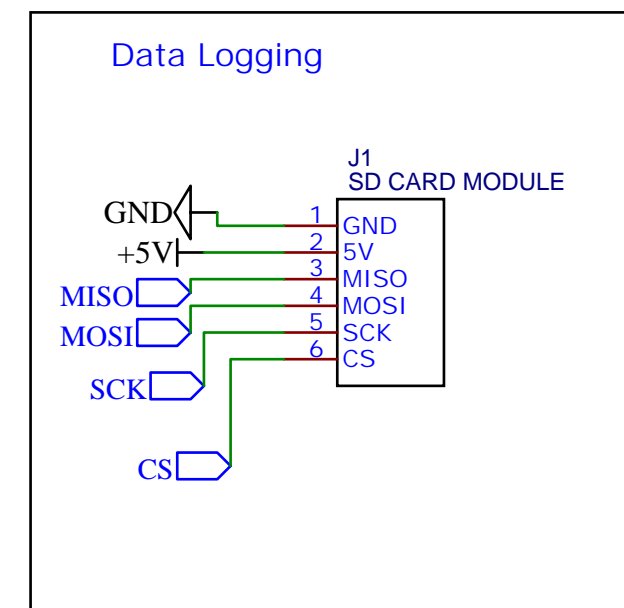 Data Logging
J1
SD CARD MODULE
GND 1 GND
+5V 2 5V
MISO 3 MISO
MOSI 4 MOSI
SCK 5 SCK
CS 6 CS